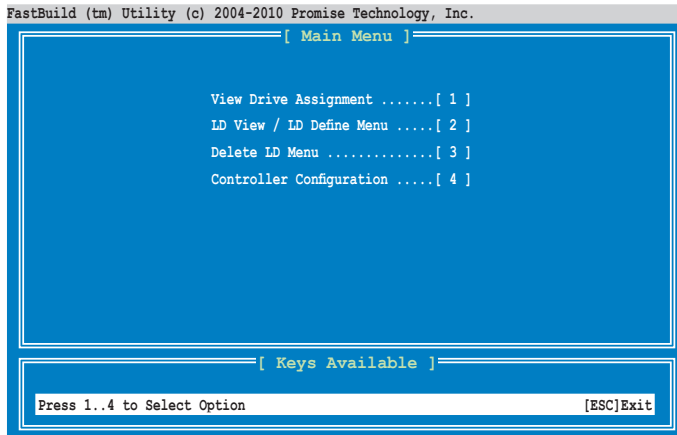 FastBuild (tm) Utility (c) 2004-2010 Promise Technology, Inc.
[ Main Menu ]
View Drive Assignment .......[ 1 ]
LD View / LD Define Menu .....[ 2 ]
Delete LD Menu ..............[ 3 ]
Controller Configuration .....[ 4 ]
[ Keys Available ]
Press 1..4 to Select Option [ESC]Exit